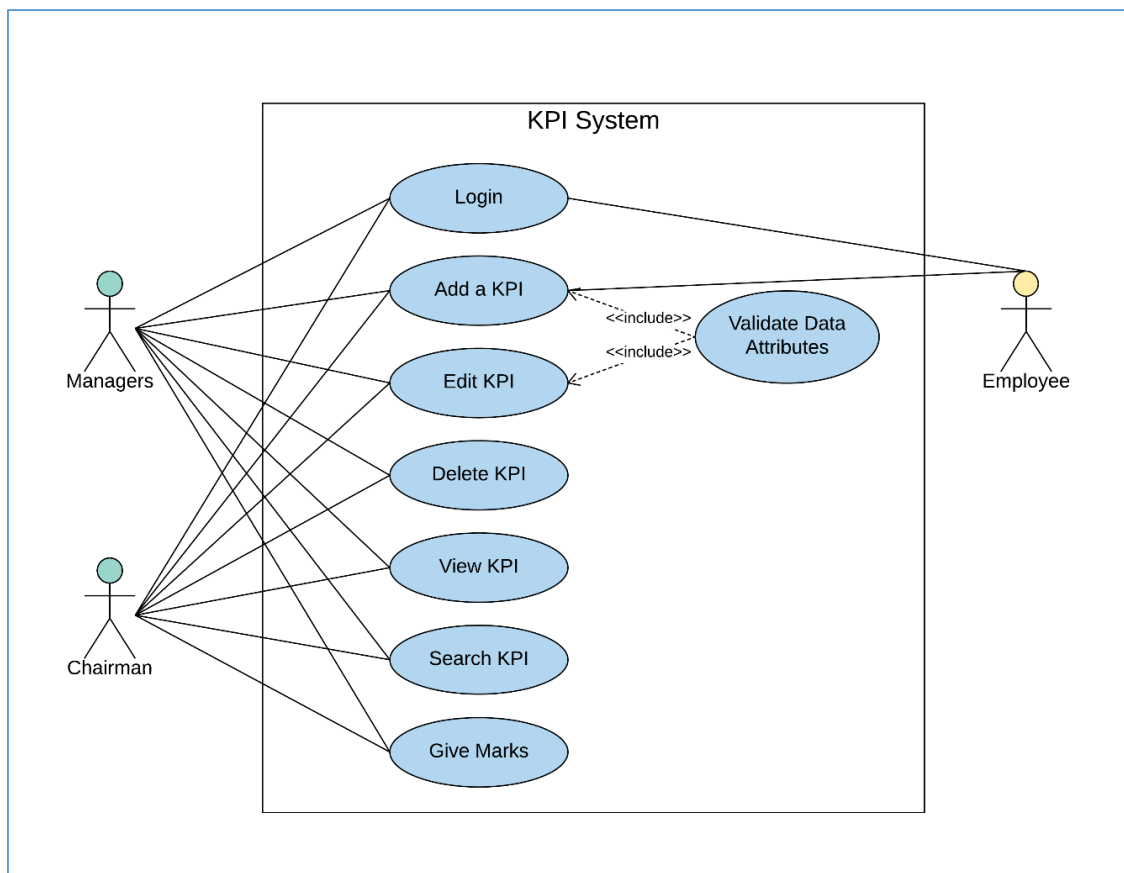 KPI System
Login
Add a KPI
<<include>>
Validate Data
Attributes
<<include>>
Managers
Edit KPI
Employee
Delete KPI
View KPI
Chairman
Search KPI
Give Marks